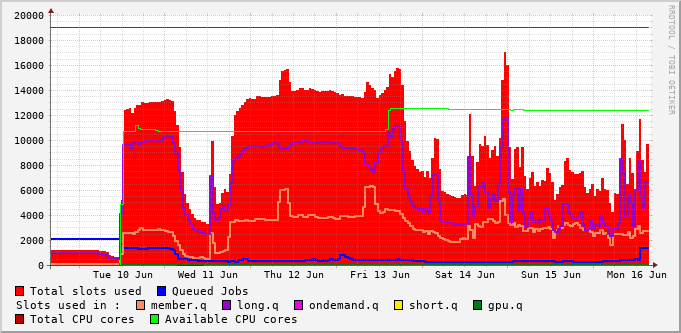 20000
18000
16000
14000
12000
10000
8000
6000
4000
2000
0
Tue 10 Jun Wed 11 Jun Thu 12 Jun Fri 13 Jun Sat 14 Jun Sun 15 Jun Mon 16 Jun
RRDTOOL / TOBI OETIKER
Total slots used Queued Jobs
Slots used in : member.q long.q ondemand.q short.q gpu.q
Total CPU cores Available CPU cores